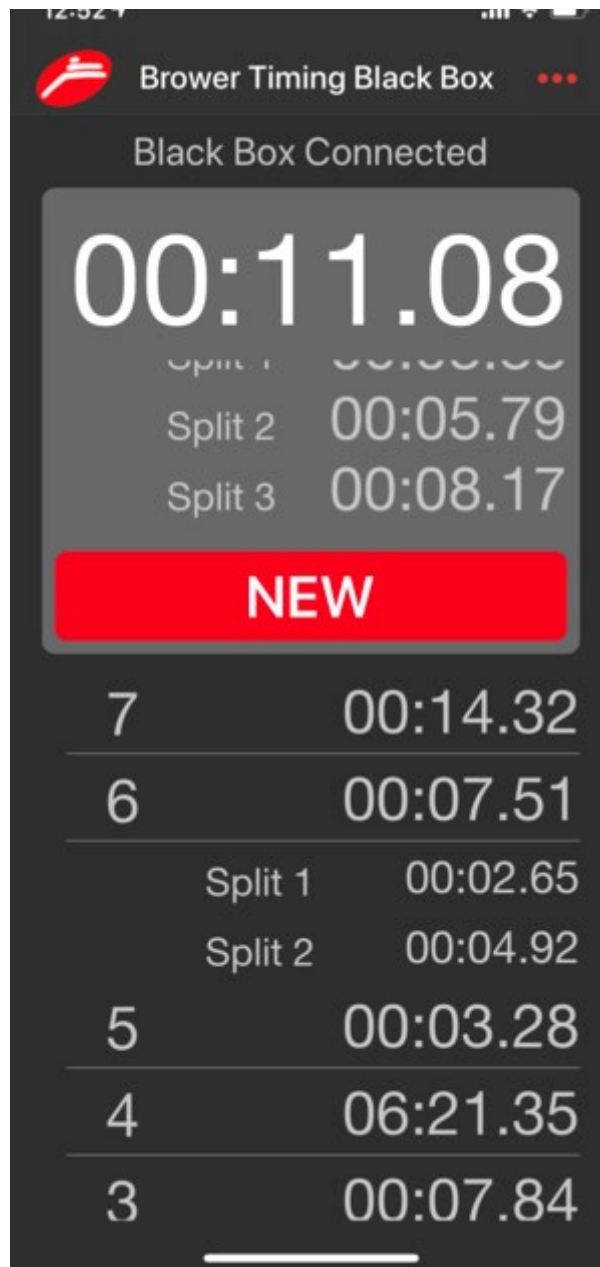 Brower Timing Black Box
Black Box Connected
00:11.08
Split 1
Split 2 00:05.79
Split 3 00:08.17
NEW
7 00:14.32
6 00:07.51
Split 1 00:02.65
Split 2 00:04.92
5 00:03.28
4 06:21.35
3 00:07.84